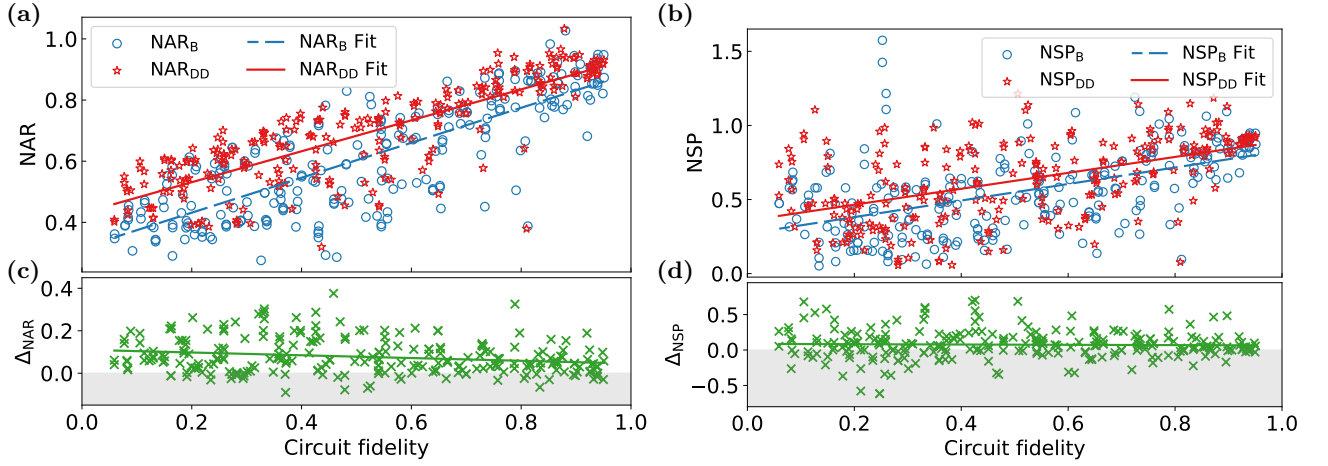 (a)
NAR_B
NAR_DD
NAR_B Fit
NAR_DD Fit
NAR
1.0
0.8
0.6
0.4
(b)
NSP_B
NSP_DD
NSP_B Fit
NSP_DD Fit
NSP
1.5
1.0
0.5
0.0
(c)
Δ_NAR
0.4
0.2
0.0
0.0 0.2 0.4 0.6 0.8 1.0
Circuit fidelity
(d)
Δ_NSP
0.5
0.0
−0.5
0.0 0.2 0.4 0.6 0.8 1.0
Circuit fidelity